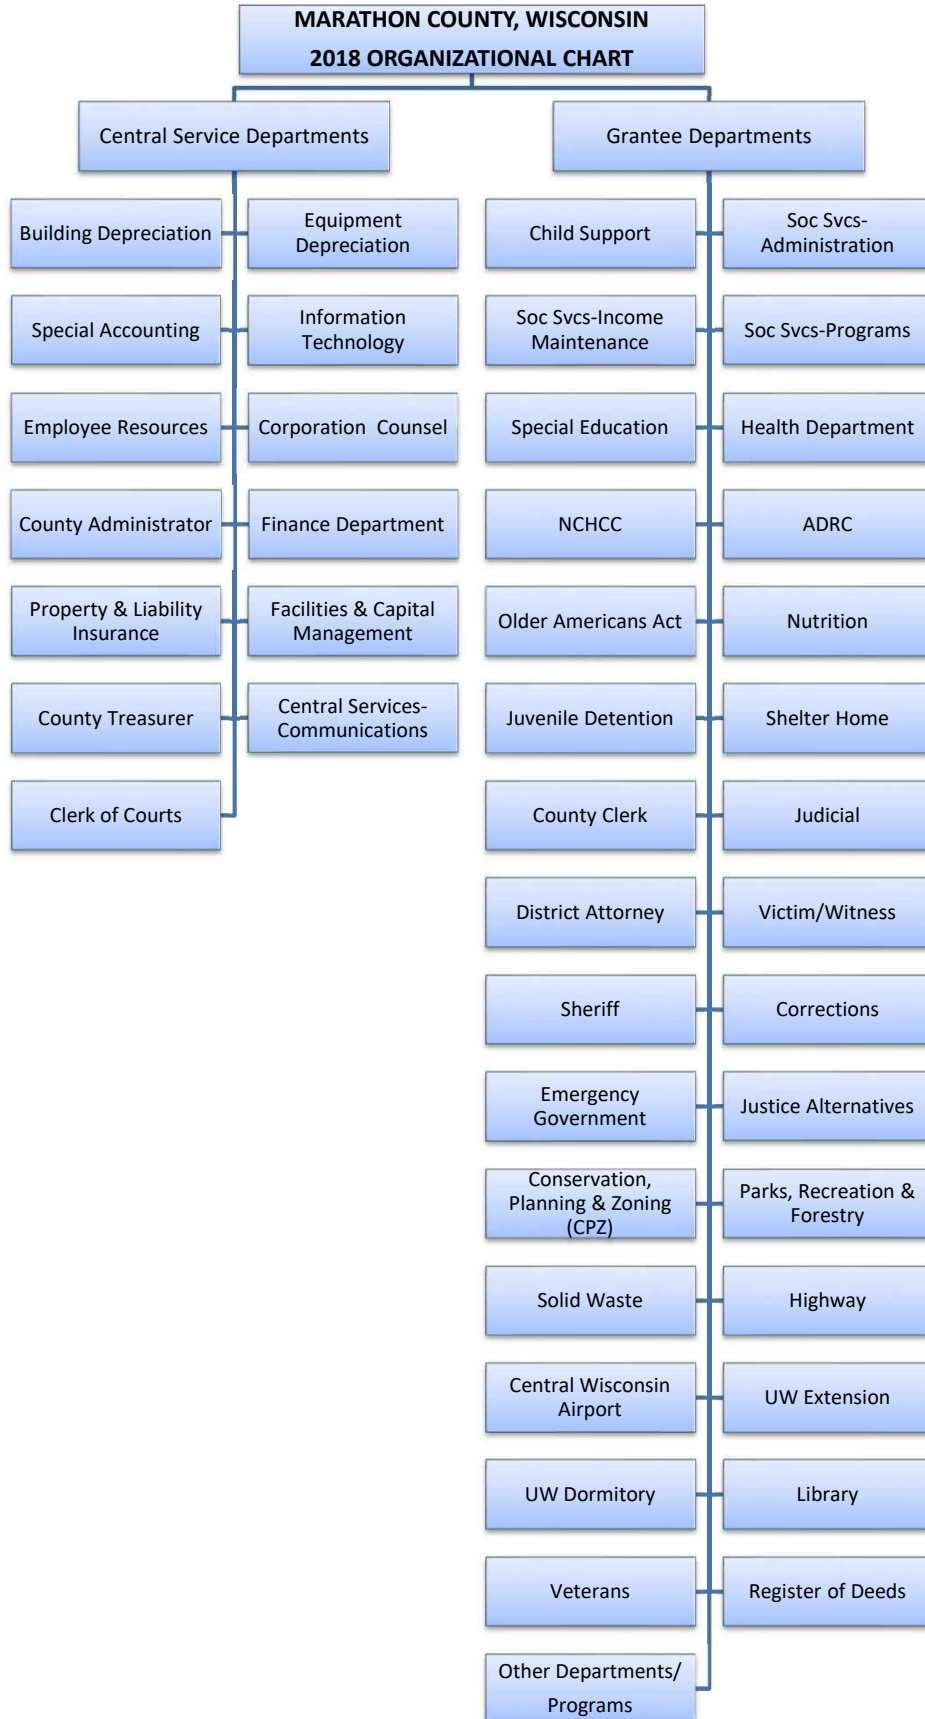 MARATHON COUNTY, WISCONSIN
2018 ORGANIZATIONAL CHART
Central Service Departments
Grantee Departments
Building Depreciation
Equipment
Depreciation
Child Support
Soc Svcs-
Administration
Special Accounting
Information
Technology
Soc Svcs-Income
Maintenance
Soc Svcs-Programs
Employee Resources
Corporation  Counsel
Special Education
Health Department
County Administrator
Finance Department
NCHCC
ADRC
Property & Liability
Insurance
Facilities & Capital
Management
Older Americans Act
Nutrition
County Treasurer
Central Services-
Communications
Juvenile Detention
Shelter Home
Clerk of Courts
County Clerk
Judicial
District Attorney
Victim/Witness
Sheriff
Corrections
Emergency
Government
Justice Alternatives
Conservation,
Planning & Zoning
(CPZ)
Parks, Recreation &
Forestry
Solid Waste
Highway
Central Wisconsin
Airport
UW Extension
UW Dormitory
Library
Veterans
Register of Deeds
Other Departments/
Programs